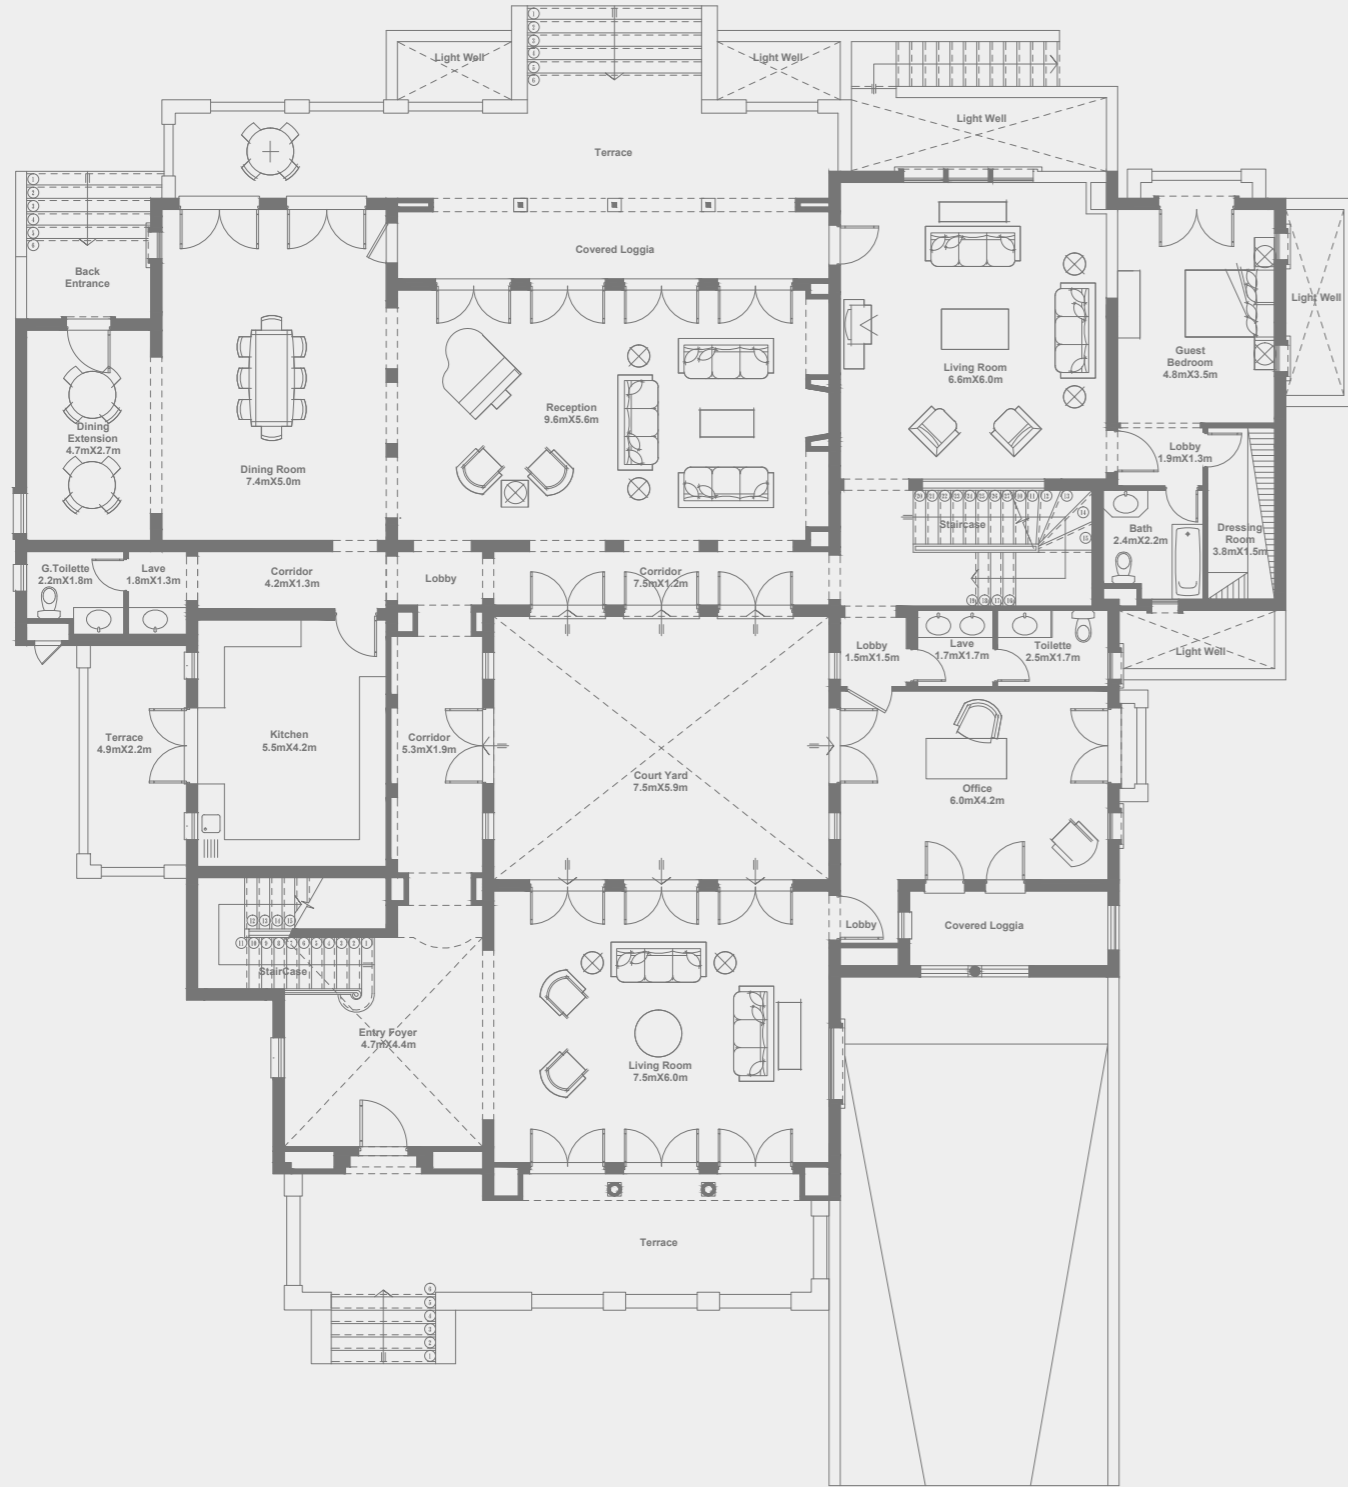 Light Well
Light Well
Light Well
Terrace
Covered Loggia
Back
Entrance
Light Well
Guest
Bedroom
4.8mX3.5m
Living Room
6.6mX6.0m
Reception
9.6mX5.6m
Dining
Extension
4.7mX2.7m
Dining Room
7.4mX5.0m
Lobby
1.9mX1.3m
Staircase
Bath
2.4mX2.2m
Dressing
Room
3.8mX1.5m
G.Toilette
2.2mX1.8m
Lave
1.8mX1.3m
Corridor
4.2mX1.3m
Lobby
Corridor
7.5mX1.2m
Lobby
1.5mX1.5m
Lave
1.7mX1.7m
Toilette
2.5mX1.7m
Light Well
Terrace
4.9mX2.2m
Kitchen
5.5mX4.2m
Corridor
5.3mX1.9m
Court Yard
7.5mX5.9m
Office
6.0mX4.2m
Lobby
Covered Loggia
StairCase
Entry Foyer
4.7mX4.4m
Living Room
7.5mX6.0m
Terrace